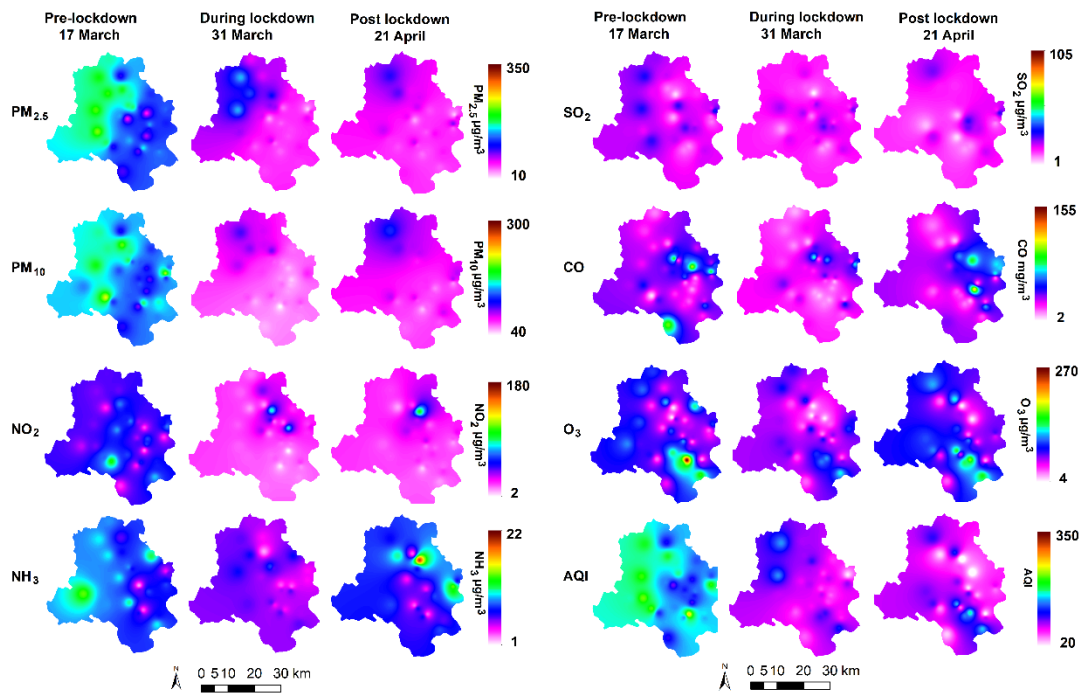 Pre-lockdown
17 March
During lockdown
31 March
Post lockdown
21 April
PM2.5
350
PM2.5 µg/m³
10
PM10
300
PM10 µg/m³
40
NO2
180
NO2 µg/m³
2
NH3
22
NH3 µg/m³
1
N
0 5 10 20 30 km
Pre-lockdown
17 March
During lockdown
31 March
Post lockdown
21 April
SO2
105
SO2 µg/m³
1
CO
155
CO mg/m³
2
O3
270
O3 µg/m³
4
AQI
350
AQI
20
N
0 5 10 20 30 km